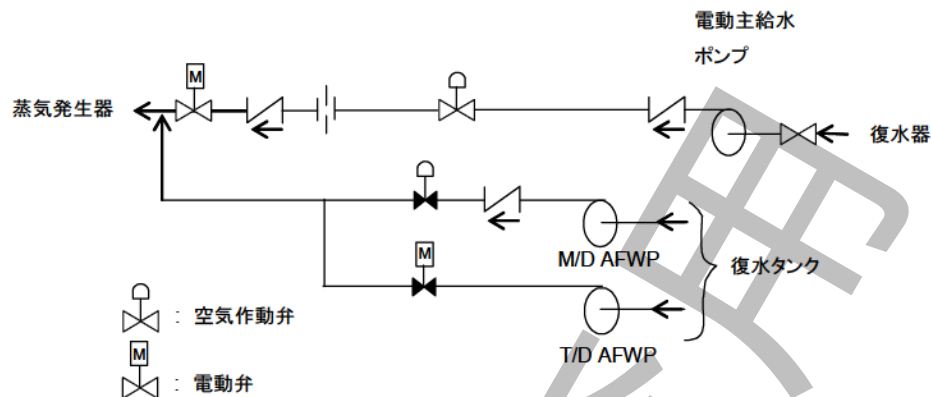 電動主給水
ポンプ
M
蒸気発生器
復水器
M/D AFWP
M
復水タンク
T/D AFWP
: 空気作動弁
M
: 電動弁